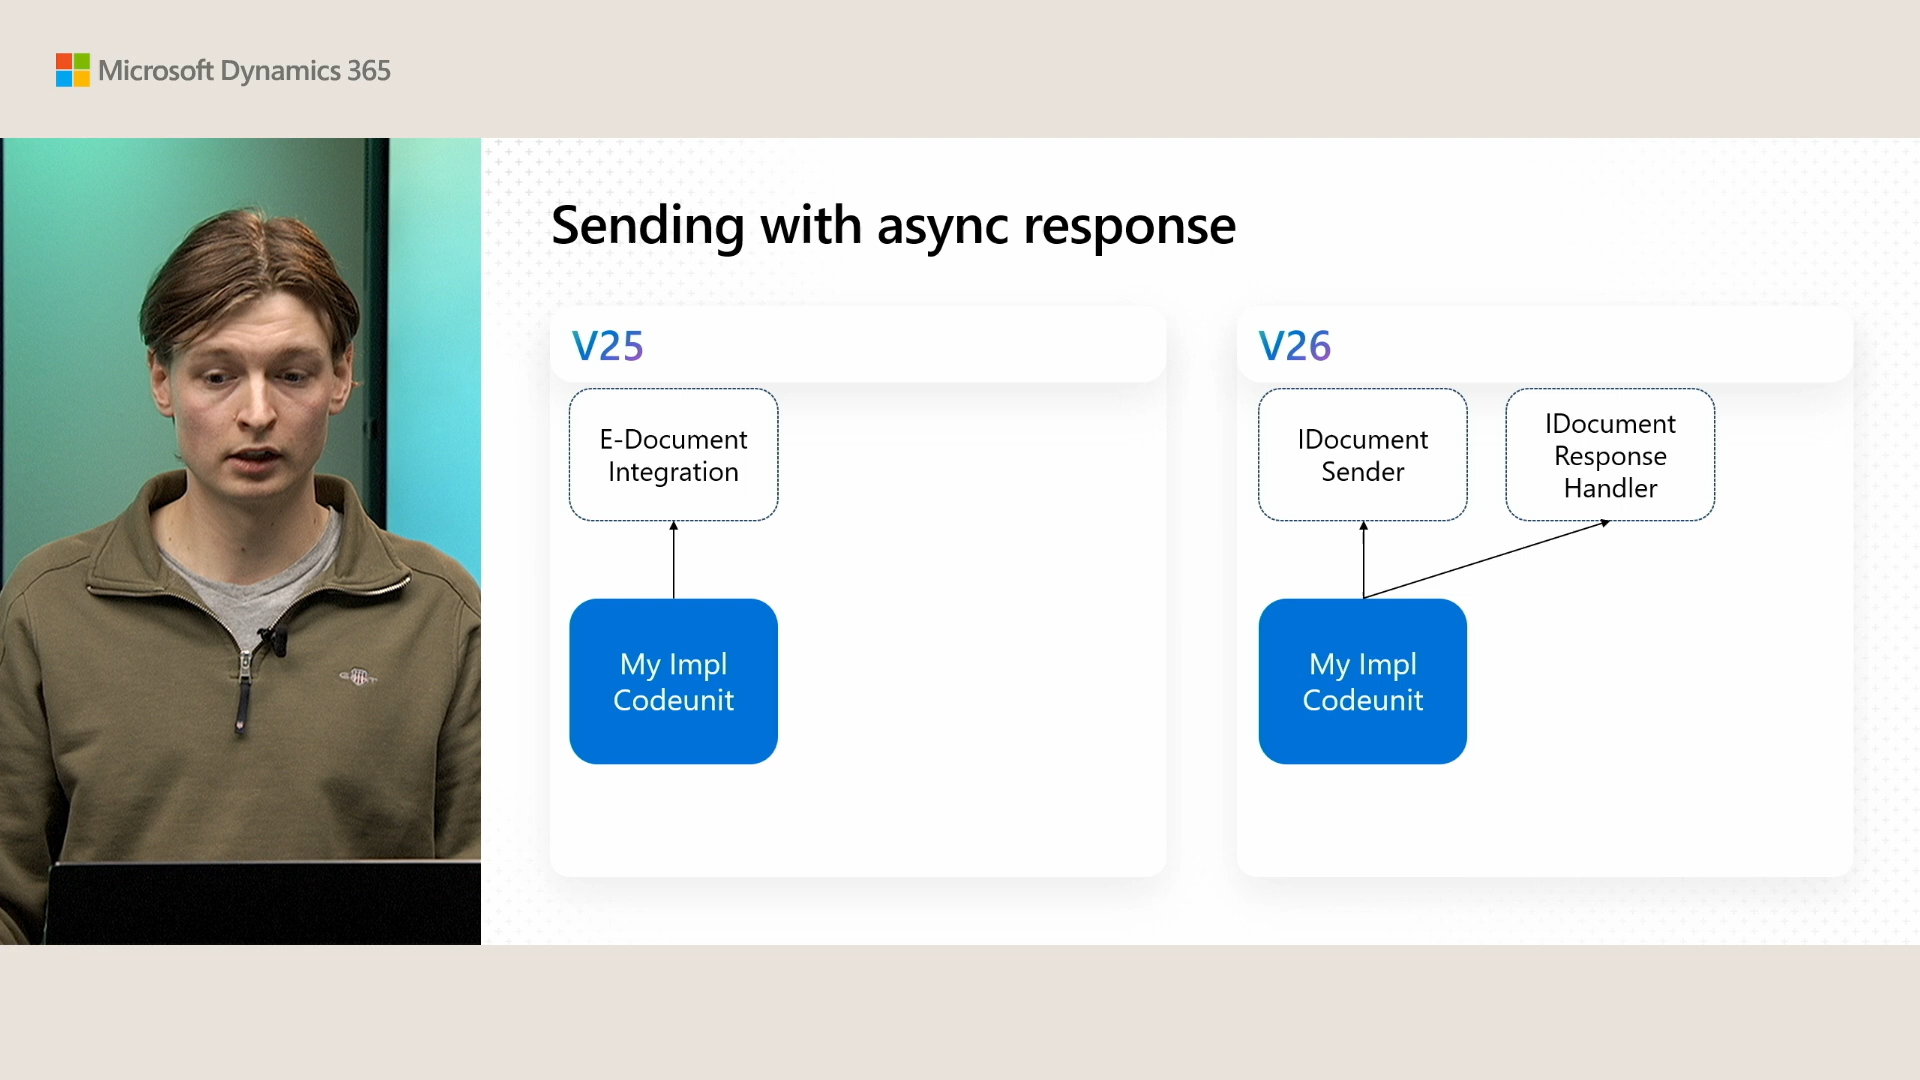 Microsoft Dynamics 365
Sending with async response
V25
E-Document
Integration
My Impl
Codeunit
V26
IDocument
Sender
IDocument
Response
Handler
My Impl
Codeunit